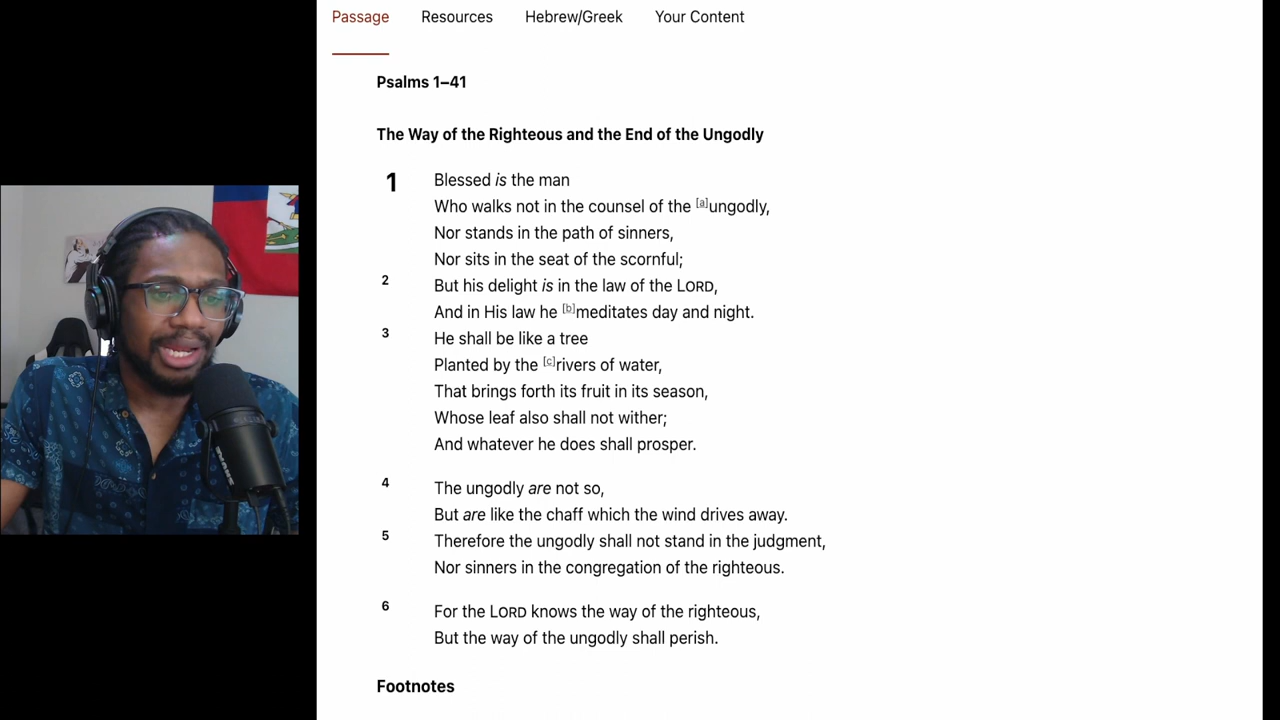 Passage Resources Hebrew/Greek Your Content
Psalms 1–41
The Way of the Righteous and the End of the Ungodly
1 Blessed is the man
Who walks not in the counsel of the [a]ungodly,
Nor stands in the path of sinners,
Nor sits in the seat of the scornful;
2 But his delight is in the law of the LORD,
And in His law he [b]meditates day and night.
3 He shall be like a tree
Planted by the [c]rivers of water,
That brings forth its fruit in its season,
Whose leaf also shall not wither;
And whatever he does shall prosper.
4 The ungodly are not so,
But are like the chaff which the wind drives away.
5 Therefore the ungodly shall not stand in the judgment,
Nor sinners in the congregation of the righteous.
6 For the LORD knows the way of the righteous,
But the way of the ungodly shall perish.
Footnotes